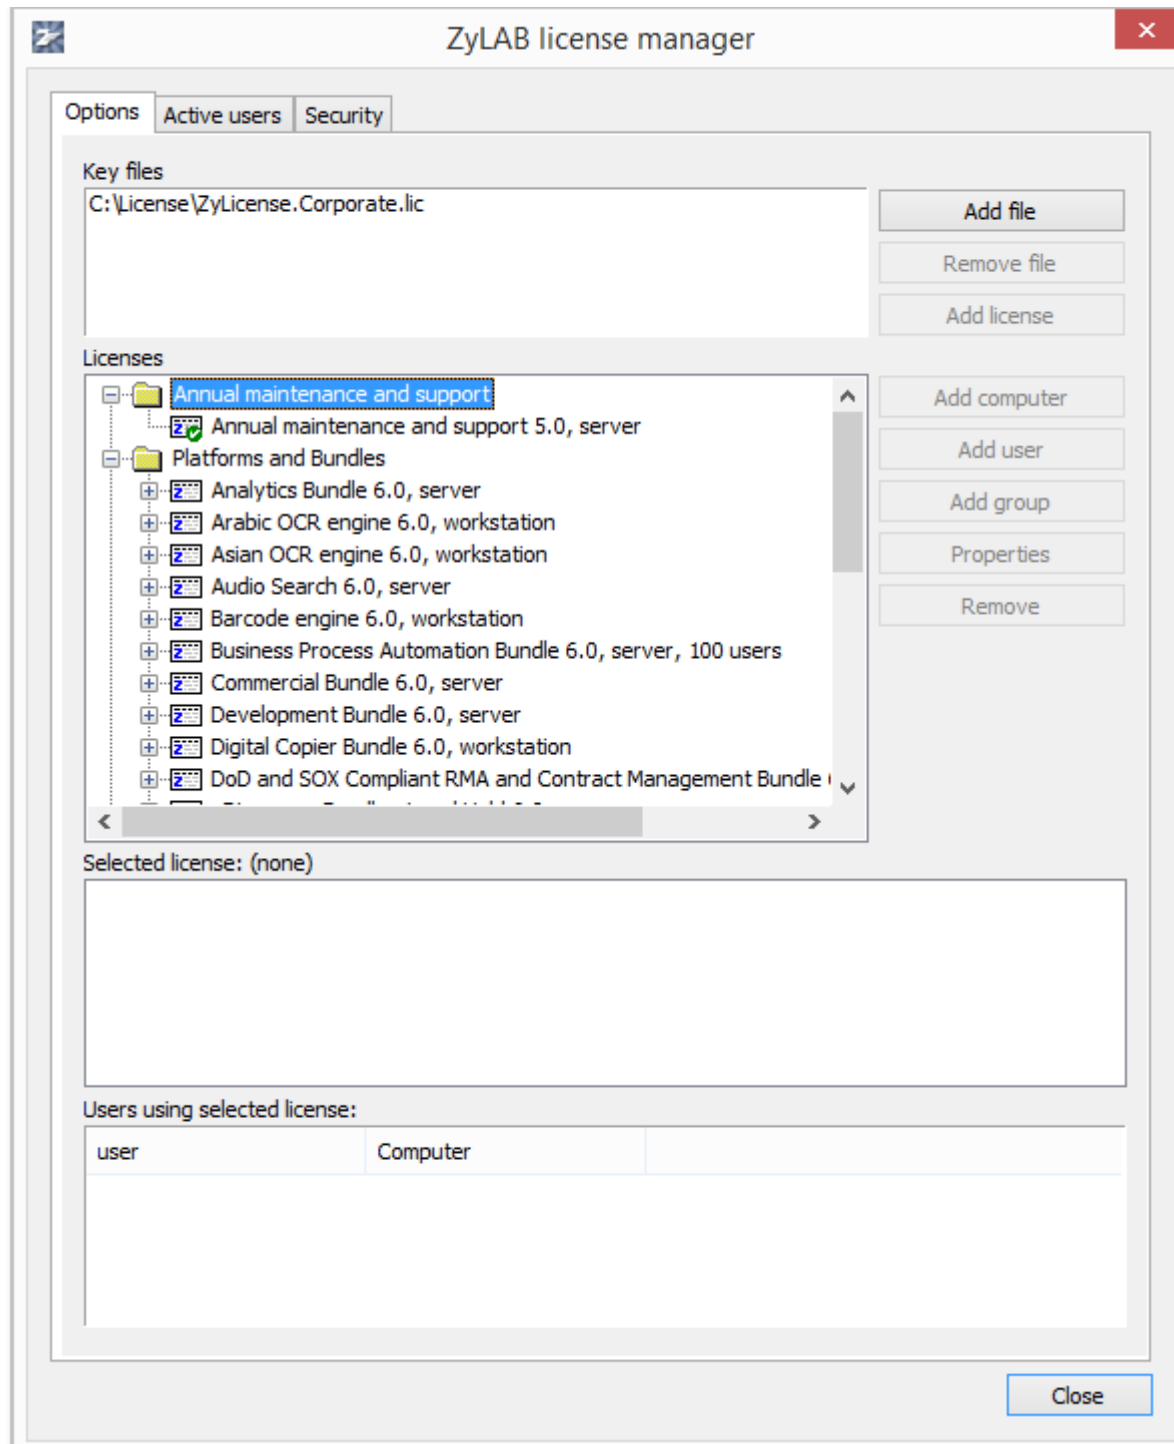 ZyLAB license manager
Options
Active users
Security
Key files
C:\License\ZyLicense.Corporate.lic
Add file
Remove file
Add license
Licenses
Annual maintenance and support
Annual maintenance and support 5.0, server
Platforms and Bundles
Analytics Bundle 6.0, server
Arabic OCR engine 6.0, workstation
Asian OCR engine 6.0, workstation
Audio Search 6.0, server
Barcode engine 6.0, workstation
Business Process Automation Bundle 6.0, server, 100 users
Commercial Bundle 6.0, server
Development Bundle 6.0, server
Digital Copier Bundle 6.0, workstation
DoD and SOX Compliant RMA and Contract Management Bundle
Add computer
Add user
Add group
Properties
Remove
Selected license: (none)
Users using selected license:
user
Computer
Close